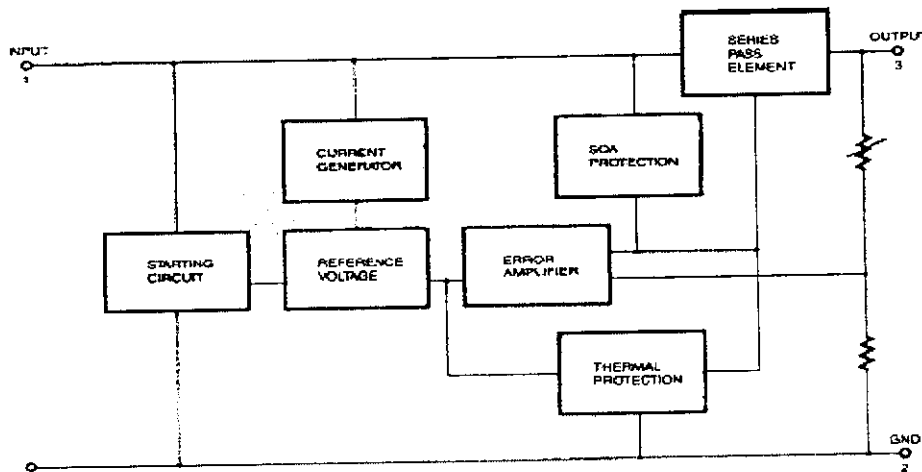 INPUT
1
SERIES
PASS
ELEMENT
OUTPUT
3
CURRENT
GENERATOR
SOA
PROTECTION
STARTING
CIRCUIT
REFERENCE
VOLTAGE
ERROR
AMPLIFIER
THERMAL
PROTECTION
GND
2